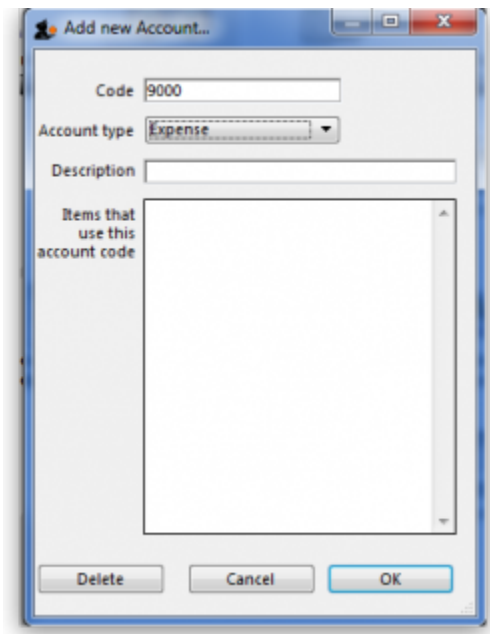 Add new Account...
Code 9000
Account type Expense
Description
Items that
use this
account code
Delete Cancel OK